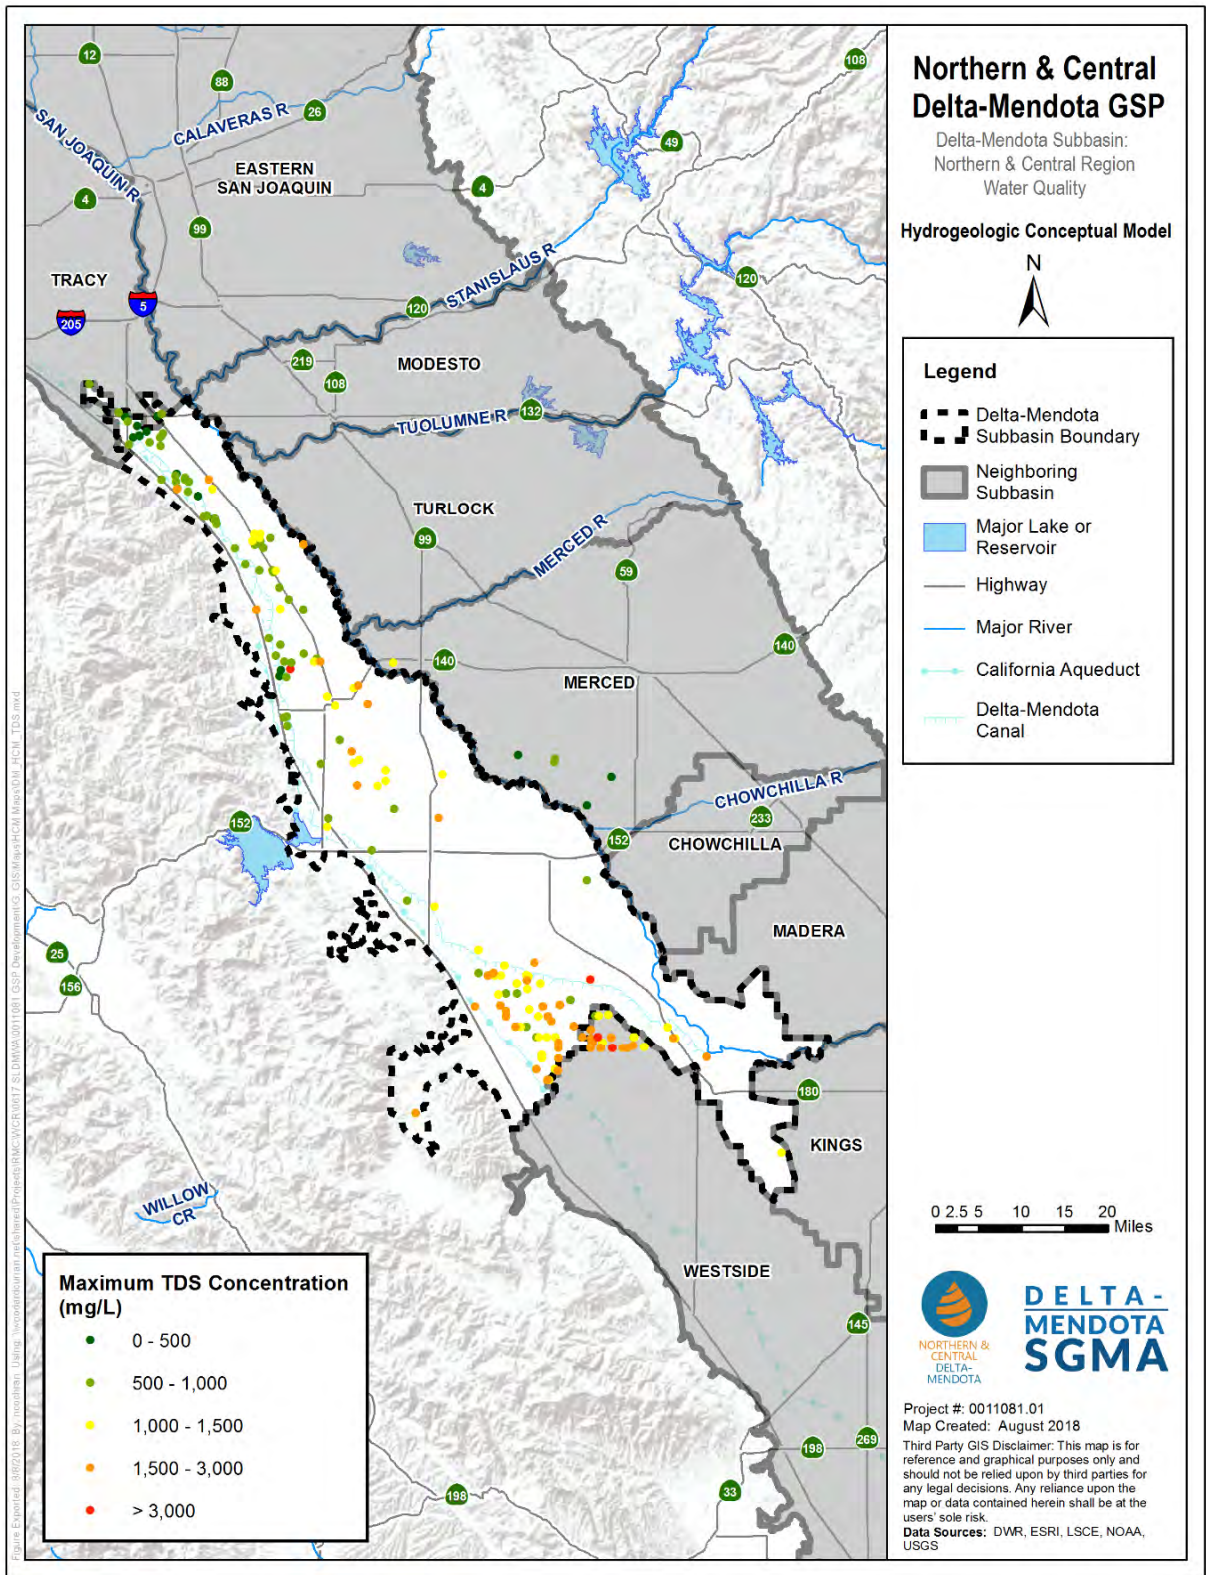 Northern & Central
Delta-Mendota GSP
Delta-Mendota Subbasin:
Northern & Central Region
Water Quality
Hydrogeologic Conceptual Model
N
Legend
Delta-Mendota
Subbasin Boundary
Neighboring
Subbasin
Major Lake or
Reservoir
Highway
Major River
California Aqueduct
Delta-Mendota
Canal
0 2.5 5 10 15 20
Miles
NORTHERN &
CENTRAL
DELTA-
MENDOTA
DELTA-
MENDOTA
SGMA
Project #: 0011081.01
Map Created: August 2018
Third Party GIS Disclaimer: This map is for
reference and graphical purposes only and
should not be relied upon by third parties for
any legal decisions. Any reliance upon the
map or data contained herein shall be at the
users' sole risk.
Data Sources: DWR, ESRI, LSCE, NOAA,
USGS
12
88
26
108
49
SAN JOAQUIN R
CALAVERAS R
EASTERN
SAN JOAQUIN
4
4
99
TRACY
5
205
120
STANISLAUS R
120
219
108
MODESTO
TUOLUMNE R
132
TURLOCK
99
MERCED R
59
140
140
MERCED
CHOWCHILLA R
233
152
152
CHOWCHILLA
MADERA
25
156
180
KINGS
WILLOW
CR
WESTSIDE
145
269
198
33
198
Maximum TDS Concentration
(mg/L)
0 - 500
500 - 1,000
1,000 - 1,500
1,500 - 3,000
> 3,000